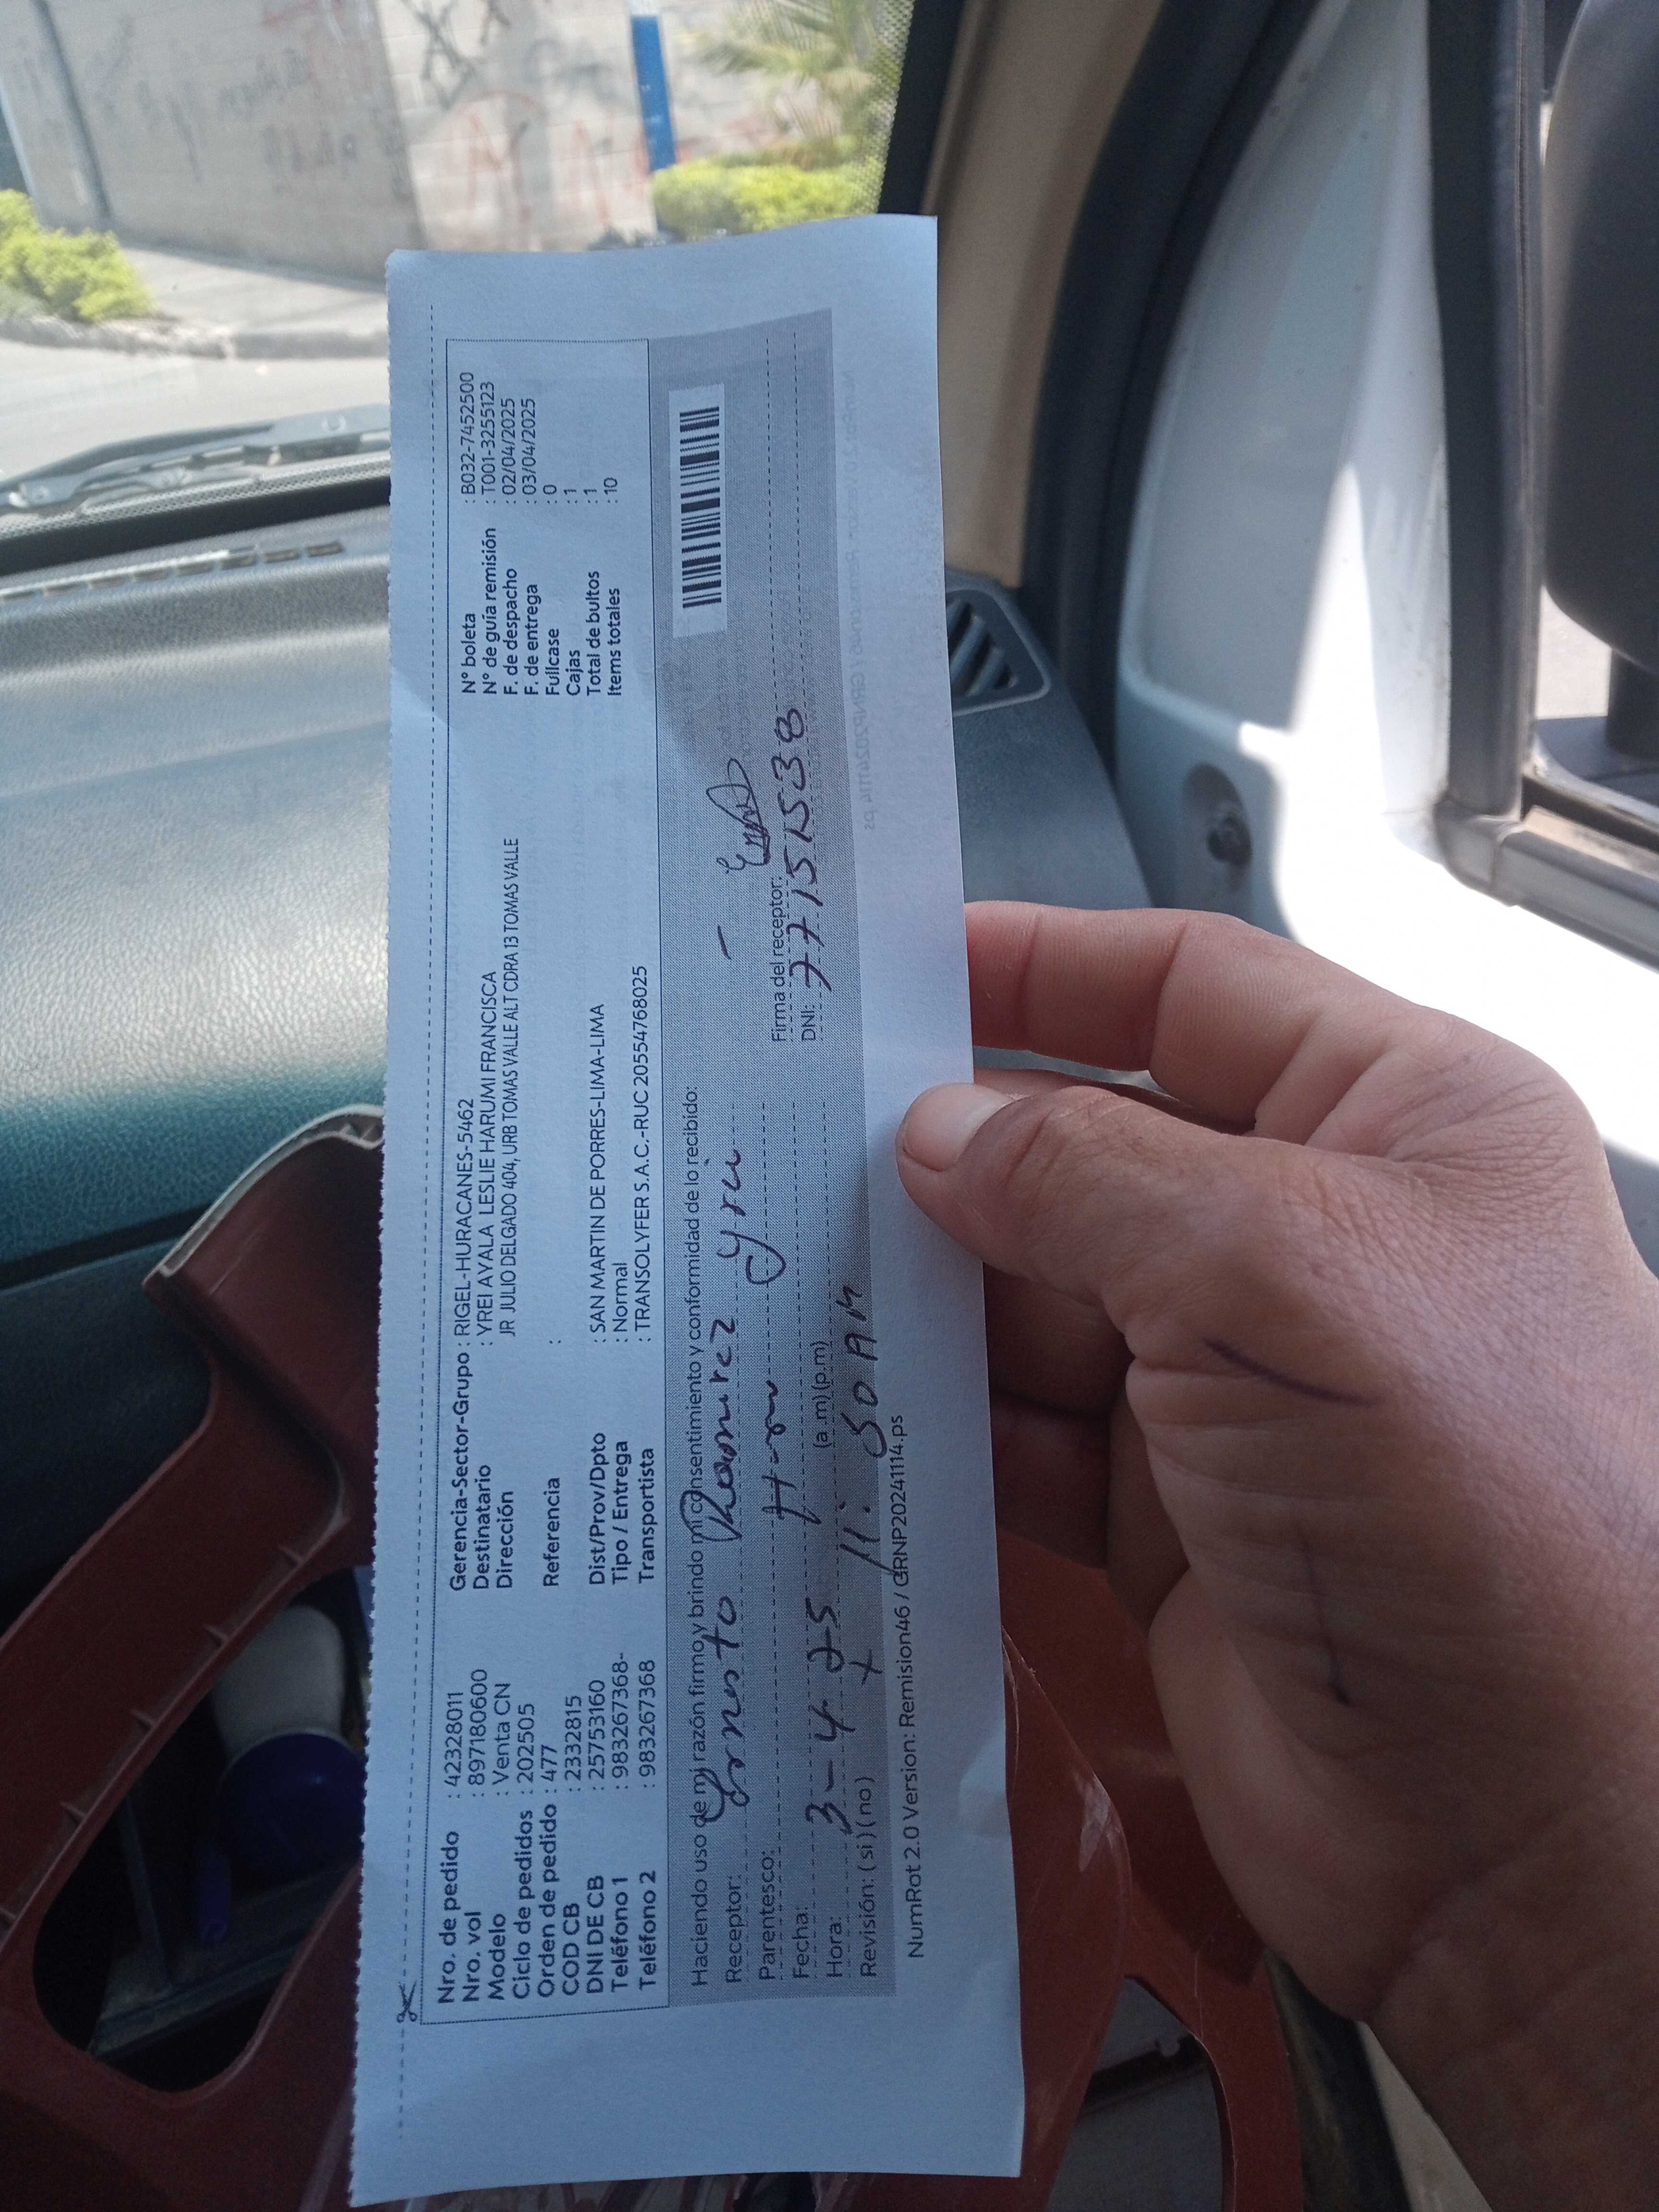 Nro. de pedido : 42328011
Nro. vol : 897180600
Modelo : Venta CN
Ciclo de pedidos : 202505
Orden de pedido : 477
COD CB : 2332815
DNI DE CB : 25753160
Teléfono 1 : 983267368-
Teléfono 2 : 983267368
Gerencia-Sector-Grupo : RIGEL-HURACANES-5462
Destinatario : YREI AYALA LESLIE HARUMI FRANCISCA
Dirección JR JULIO DELGADO 404, URB TOMAS VALLE ALT CDRA 13 TOMAS VALLE
Referencia :
Dist/Prov/Dpto : SAN MARTIN DE PORRES-LIMA-LIMA
Tipo / Entrega : Normal
Transportista : TRANSOLYFER S.A.C.-RUC 20554768025
N° boleta : B032-7452500
N° de guía remisión : T001-3255123
F. de despacho : 02/04/2025
F. de entrega : 03/04/2025
Fullcase : 0
Cajas : 1
Total de bultos : 1
Items totales : 10
Haciendo uso de mi razón firmo y brindo mi consentimiento y conformidad de lo recibido:
Receptor: Ernesto Ramirez Yrei
Parentesco:
Fecha: 3-4-25
Hora: 11:50 AM (a.m) (p.m)
Revisión: ( si ) ( no )
Firma del receptor:
DNI: 77151538
NumRot 2.0 Version: Remision46 / GRNP20241114.ps